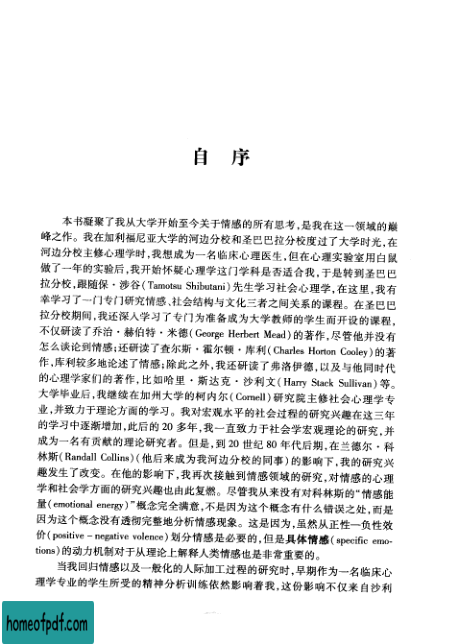 自 序
本书凝聚了我从大学开始至今关于情感的所有思考,是我在这一领域的巅
峰之作。我在加利福尼亚大学的河边分校和圣巴巴拉分校度过了大学时光,在
河边分校主修心理学时,我想成为一名临床心理医生,但在心理实验室用白鼠
做了一年的实验后,我开始怀疑心理学这门学科是否适合我,于是转到圣巴巴
拉分校,跟随保·涉谷(Tamotsu Shibutani)先生学习社会心理学,在这里,我有
幸学习了一门专门研究情感、社会结构与文化三者之间关系的课程。在圣巴巴
拉分校期间,我还深入学习了专门为准备成为大学教师的学生而开设的课程,
不仅研读了乔治·赫伯特·米德(George Herbert Mead)的著作,尽管他并没有
怎么谈论到情感;还研读了查尔斯·霍尔顿·库利(Charles Horton Cooley)的著
作,库利较多地论述了情感;除此之外,我还研读了弗洛伊德,以及与他同时代
的心理学家们的著作,比如哈里·斯达克·沙利文(Harry Stack Sullivan)等。
大学毕业后,我继续在加州大学的柯内尔(Cornell)研究院主修社会心理学专
业,并致力于理论方面的学习。我对宏观水平的社会过程的研究兴趣在这三年
的学习中逐渐增加,此后的 20 多年,我一直致力于社会学宏观理论的研究,并
成为一名有贡献的理论研究者。但是,到 20 世纪 80 年代后期,在兰德尔·科
林斯(Randall Collins)(他后来成为我河边分校的同事)的影响下,我的研究兴
趣发生了改变。在他的影响下,我再次接触到情感领域的研究,对情感的心理
学和社会学方面的研究兴趣也由此复燃。尽管我从来没有对科林斯的“情感能
量(emotional energy)”概念完全满意,不是因为这个概念有什么错误之处,而是
因为这个概念没有透彻完整地分析情感现象。这是因为,虽然从正性—负性效
价(positive – negative volence)划分情感是必要的,但是具体情感(specific emo-
tions)的动力机制对于从理论上解释人类情感也是非常重要的。
当我回归情感以及一般化的人际加工过程的研究时,早期作为一名临床心
理学专业的学生所受的精神分析训练依然影响着我,这份影响不仅来自沙利
homeofpdf.com